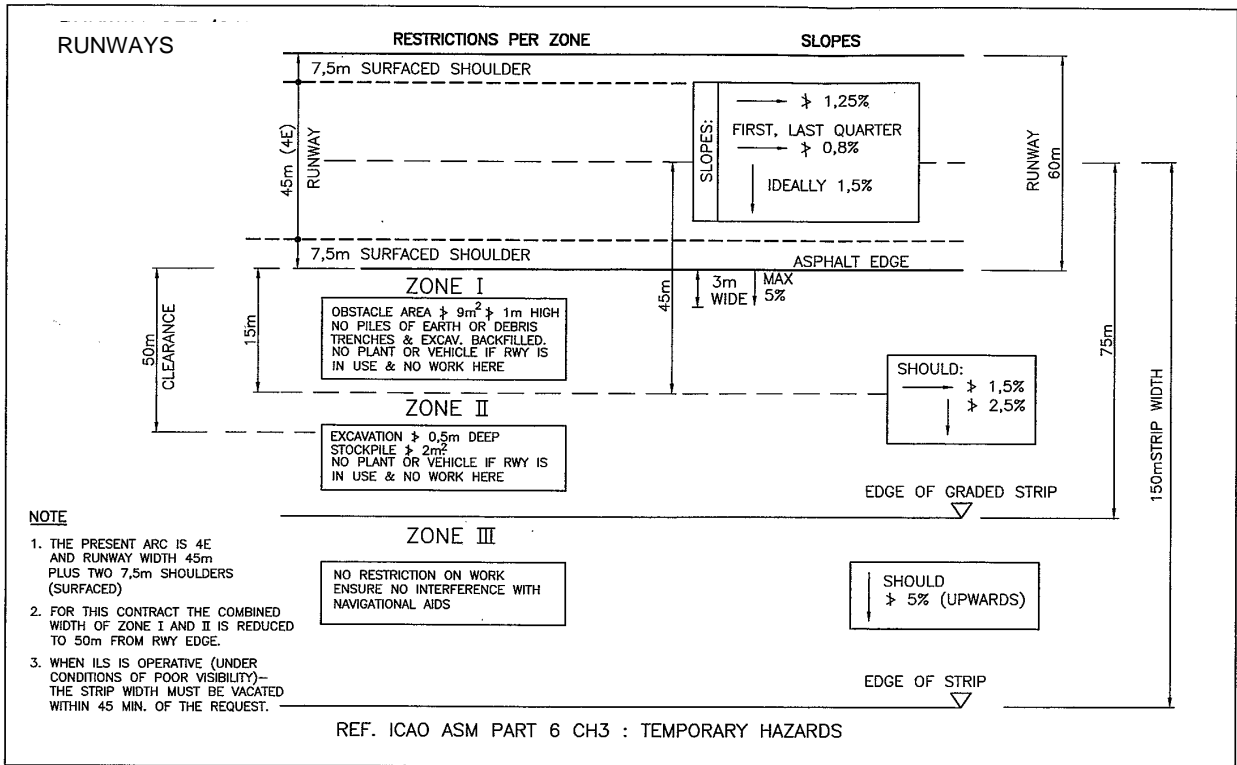 RUNWAYS
RESTRICTIONS PER ZONE
SLOPES
7,5m SURFACED SHOULDER
45m (4E)
RUNWAY
SLOPES:
≯ 1,25%
FIRST, LAST QUARTER
≯ 0,8%
IDEALLY 1,5%
RUNWAY
60m
7,5m SURFACED SHOULDER
ASPHALT EDGE
50m
CLEARANCE
15m
ZONE I
OBSTACLE AREA ≯ 9m² ≯ 1m HIGH
NO PILES OF EARTH OR DEBRIS
TRENCHES & EXCAV. BACKFILLED.
NO PLANT OR VEHICLE IF RWY IS
IN USE & NO WORK HERE
45m
3m
WIDE
MAX
5%
75m
150mSTRIP WIDTH
SHOULD:
≯ 1,5%
≯ 2,5%
ZONE II
EXCAVATION ≯ 0,5m DEEP
STOCKPILE ≯ 2m²
NO PLANT OR VEHICLE IF RWY IS
IN USE & NO WORK HERE
EDGE OF GRADED STRIP
ZONE III
NO RESTRICTION ON WORK
ENSURE NO INTERFERENCE WITH
NAVIGATIONAL AIDS
SHOULD
≯ 5% (UPWARDS)
EDGE OF STRIP
NOTE
1. THE PRESENT ARC IS 4E
AND RUNWAY WIDTH 45m
PLUS TWO 7,5m SHOULDERS
(SURFACED)
2. FOR THIS CONTRACT THE COMBINED
WIDTH OF ZONE I AND II IS REDUCED
TO 50m FROM RWY EDGE.
3. WHEN ILS IS OPERATIVE (UNDER
CONDITIONS OF POOR VISIBILITY)–
THE STRIP WIDTH MUST BE VACATED
WITHIN 45 MIN. OF THE REQUEST.
REF. ICAO ASM PART 6 CH3 : TEMPORARY HAZARDS